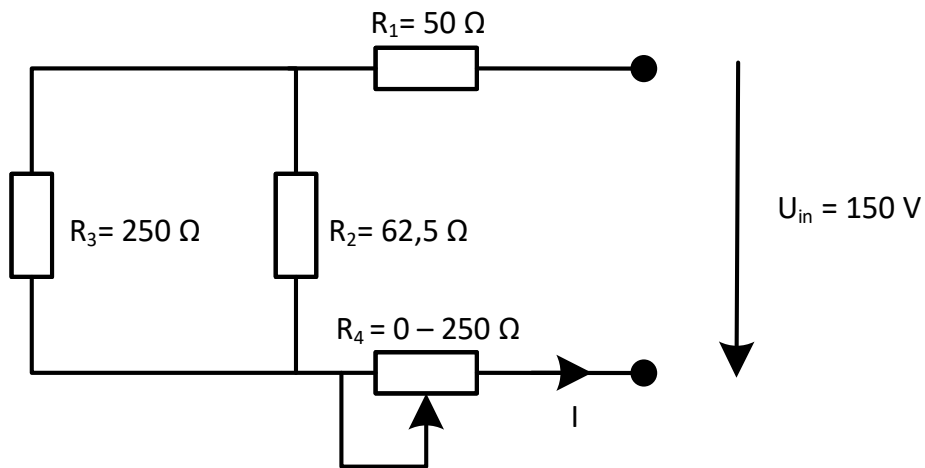 R₁= 50 Ω
R₃= 250 Ω
R₂= 62,5 Ω
U_in = 150 V
R₄ = 0 – 250 Ω
I